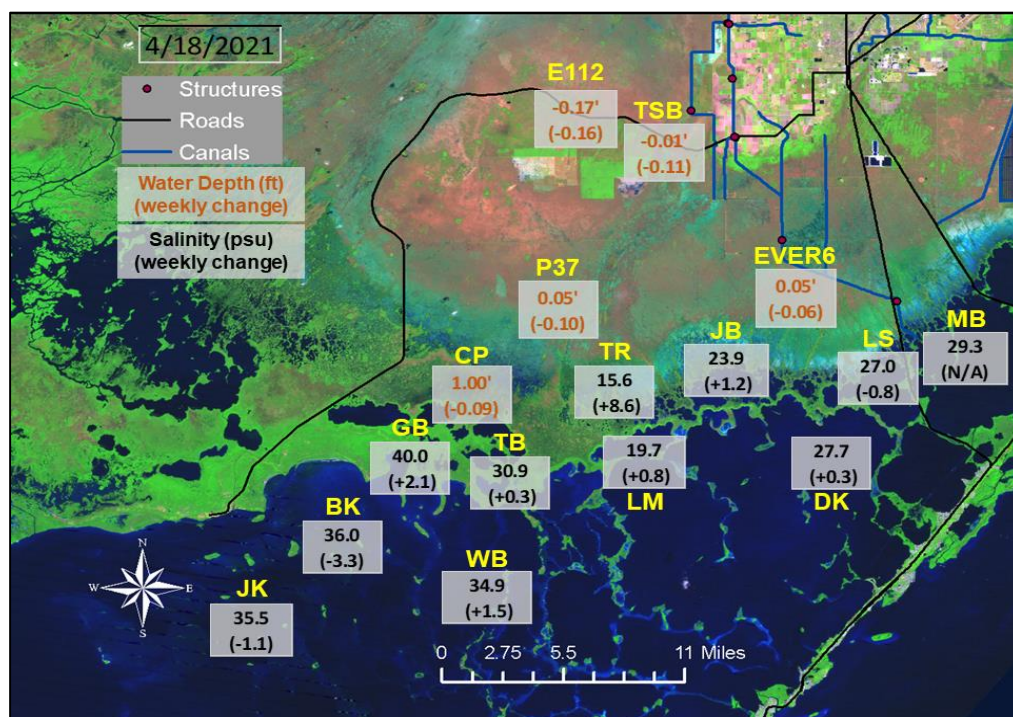 4/18/2021
Structures
Roads
Canals
Water Depth (ft)
(weekly change)
Salinity (psu)
(weekly change)
E112
-0.17'
(-0.16)
TSB
-0.01'
(-0.11)
P37
0.05'
(-0.10)
EVER6
0.05'
(-0.06)
CP
1.00'
(-0.09)
TR
15.6
(+8.6)
JB
23.9
(+1.2)
LS
27.0
(-0.8)
MB
29.3
(N/A)
GB
40.0
(+2.1)
TB
30.9
(+0.3)
19.7
(+0.8)
LM
27.7
(+0.3)
DK
BK
36.0
(-3.3)
WB
34.9
(+1.5)
JK
35.5
(-1.1)
N
W E
S
0 2.75 5.5 11 Miles